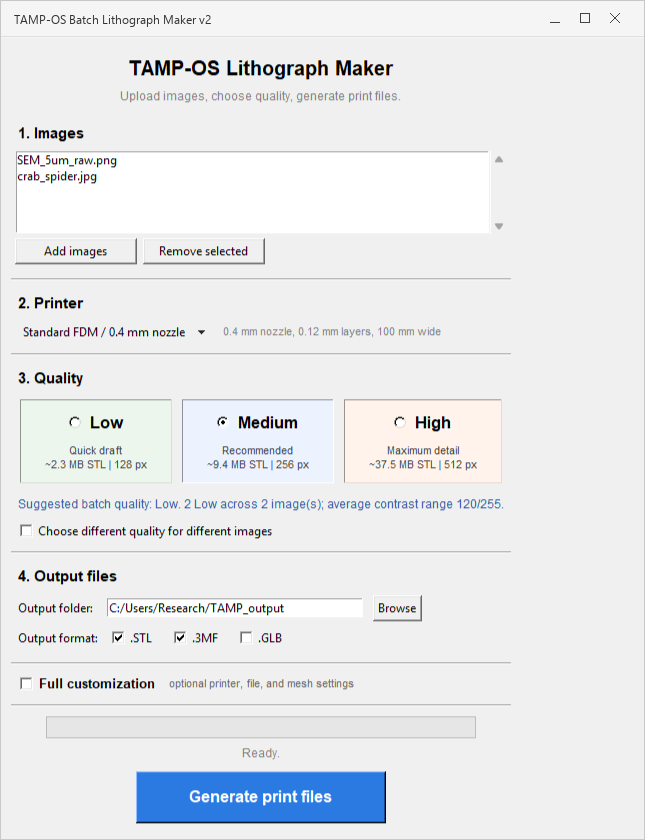 TAMP-OS Batch Lithograph Maker v2
TAMP-OS Lithograph Maker
Upload images, choose quality, generate print files.
1. Images
SEM_5um_raw.png
crab_spider.jpg
Add images
Remove selected
2. Printer
Standard FDM / 0.4 mm nozzle
0.4 mm nozzle, 0.12 mm layers, 100 mm wide
3. Quality
Low
Quick draft
~2.3 MB STL | 128 px
Medium
Recommended
~9.4 MB STL | 256 px
High
Maximum detail
~37.5 MB STL | 512 px
Suggested batch quality: Low. 2 Low across 2 image(s); average contrast range 120/255.
Choose different quality for different images
4. Output files
Output folder:
C:/Users/Research/TAMP_output
Browse
Output format:
.STL
.3MF
.GLB
Full customization
optional printer, file, and mesh settings
Ready.
Generate print files